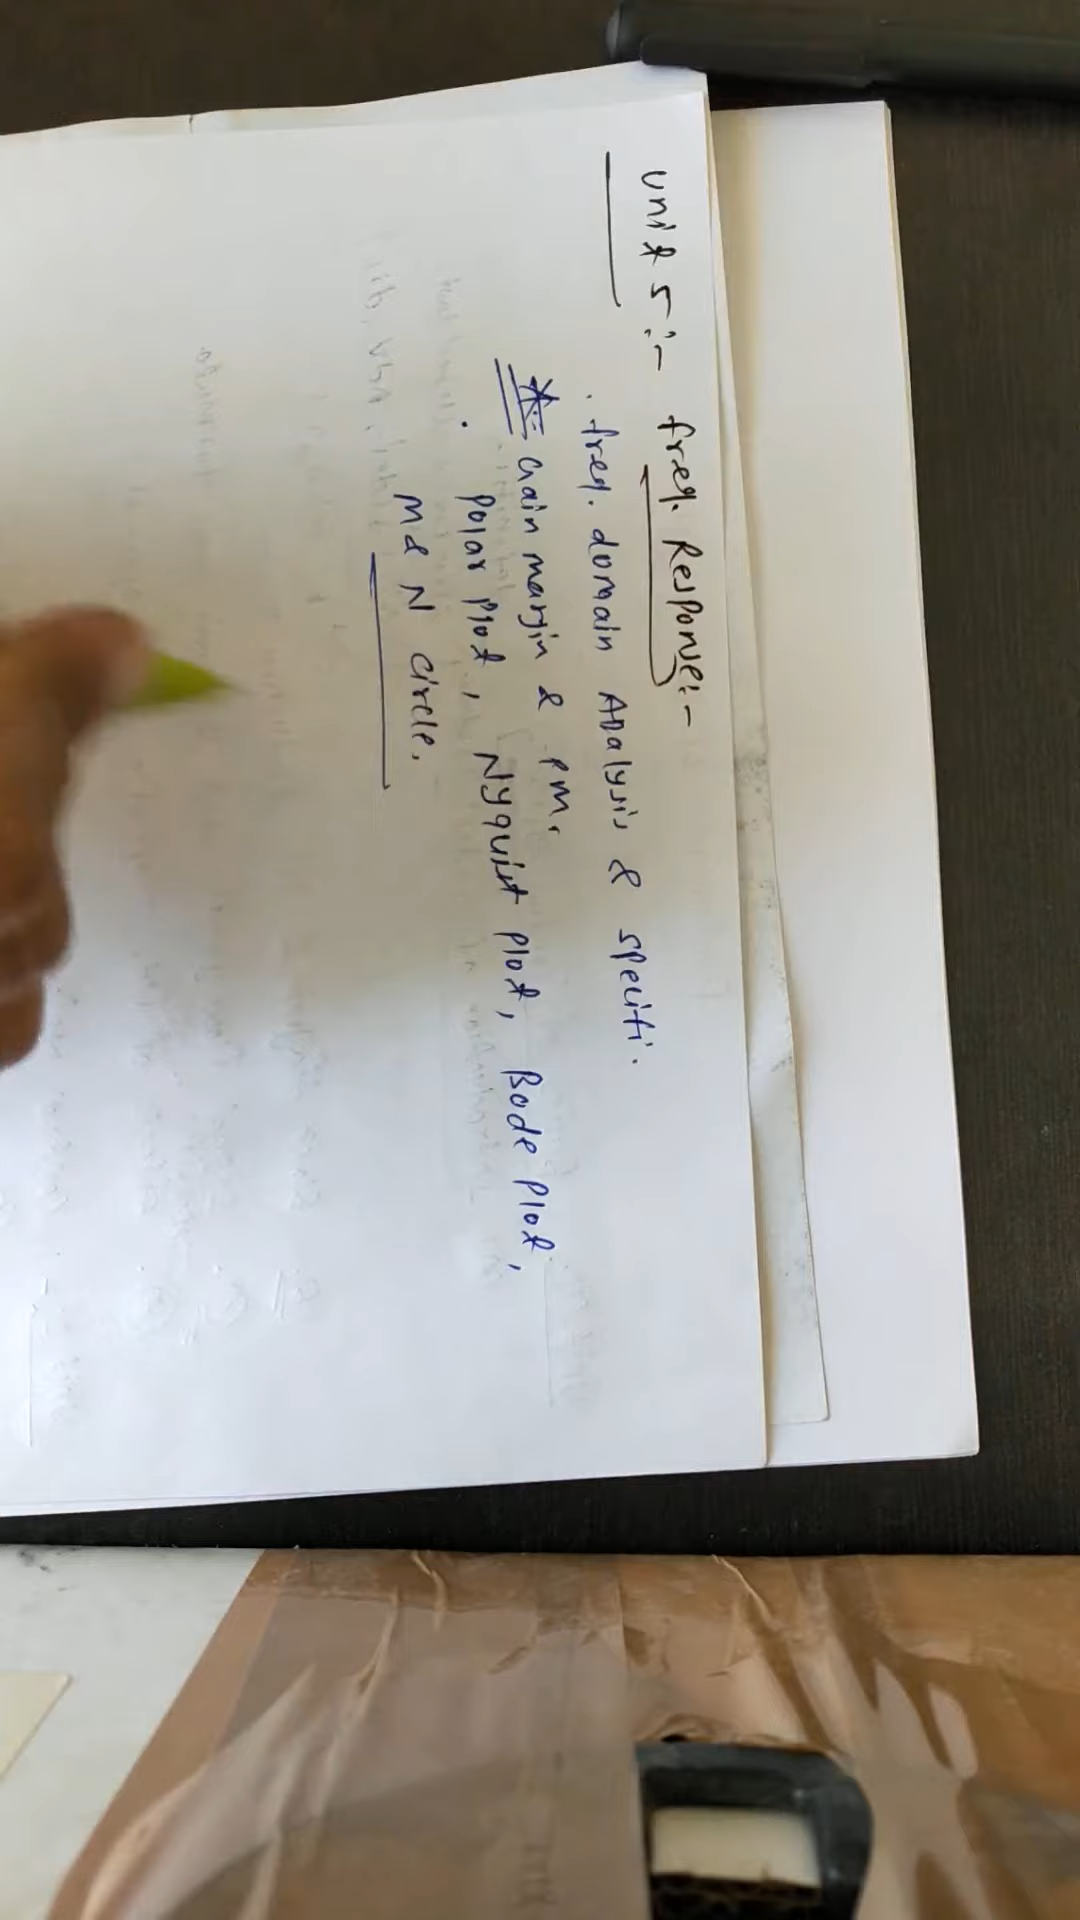 Unit 5:- freq. Response:-
. freq. domain Analysis & specifi.
Gain margin & PM.
. Polar Plot, Nyquist Plot, Bode Plot,
M & N circle.